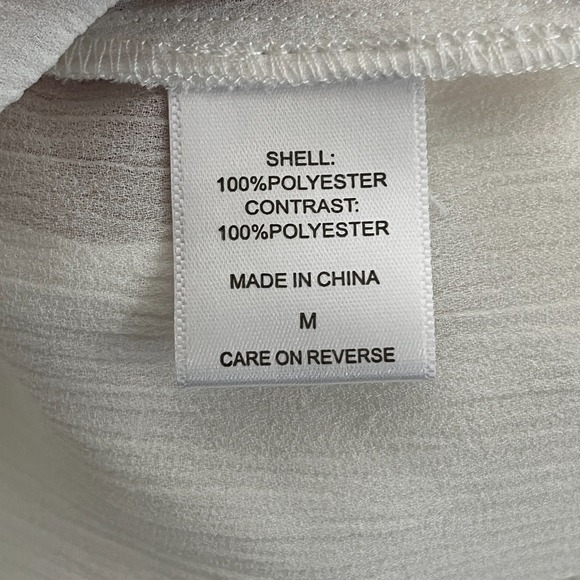 SHELL:
100%POLYESTER
CONTRAST:
100%POLYESTER
MADE IN CHINA
M
CARE ON REVERSE